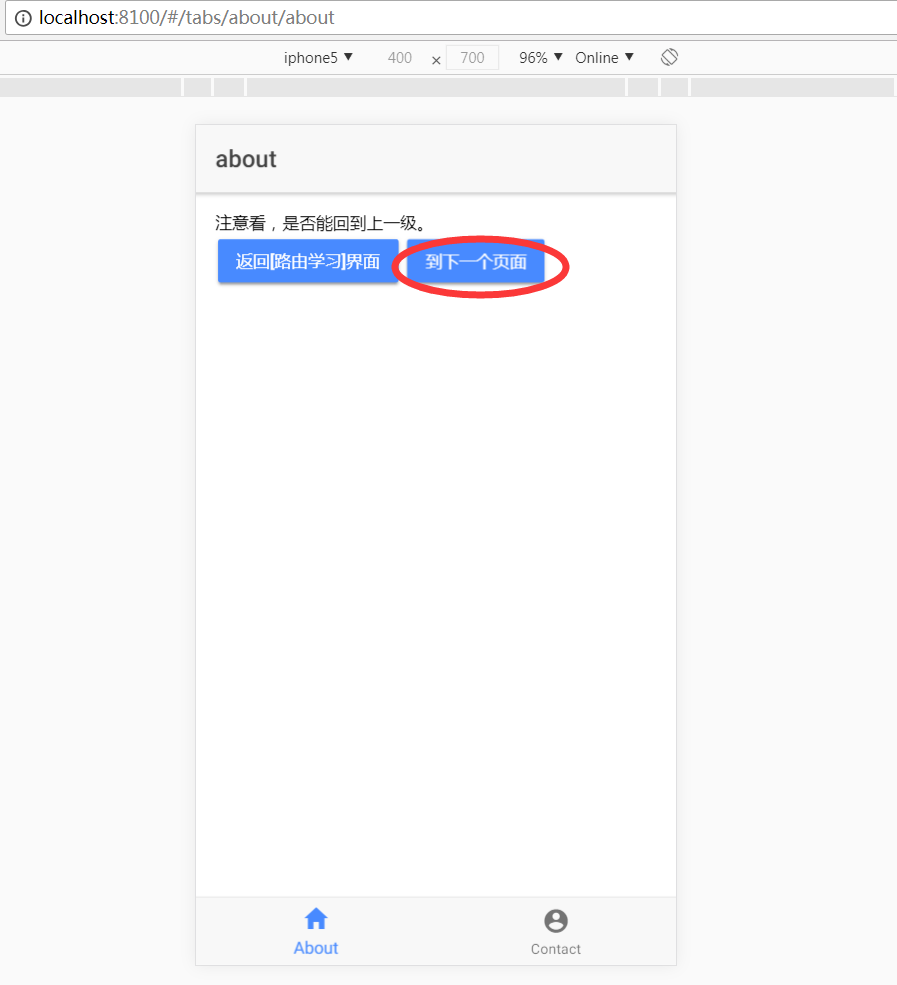 localhost:8100/#/tabs/about/about
iphone5 ▼ 400 × 700 96% ▼ Online ▼
about
注意看，是否能回到上一级。
返回[路由学习]界面 到下一个页面
About Contact